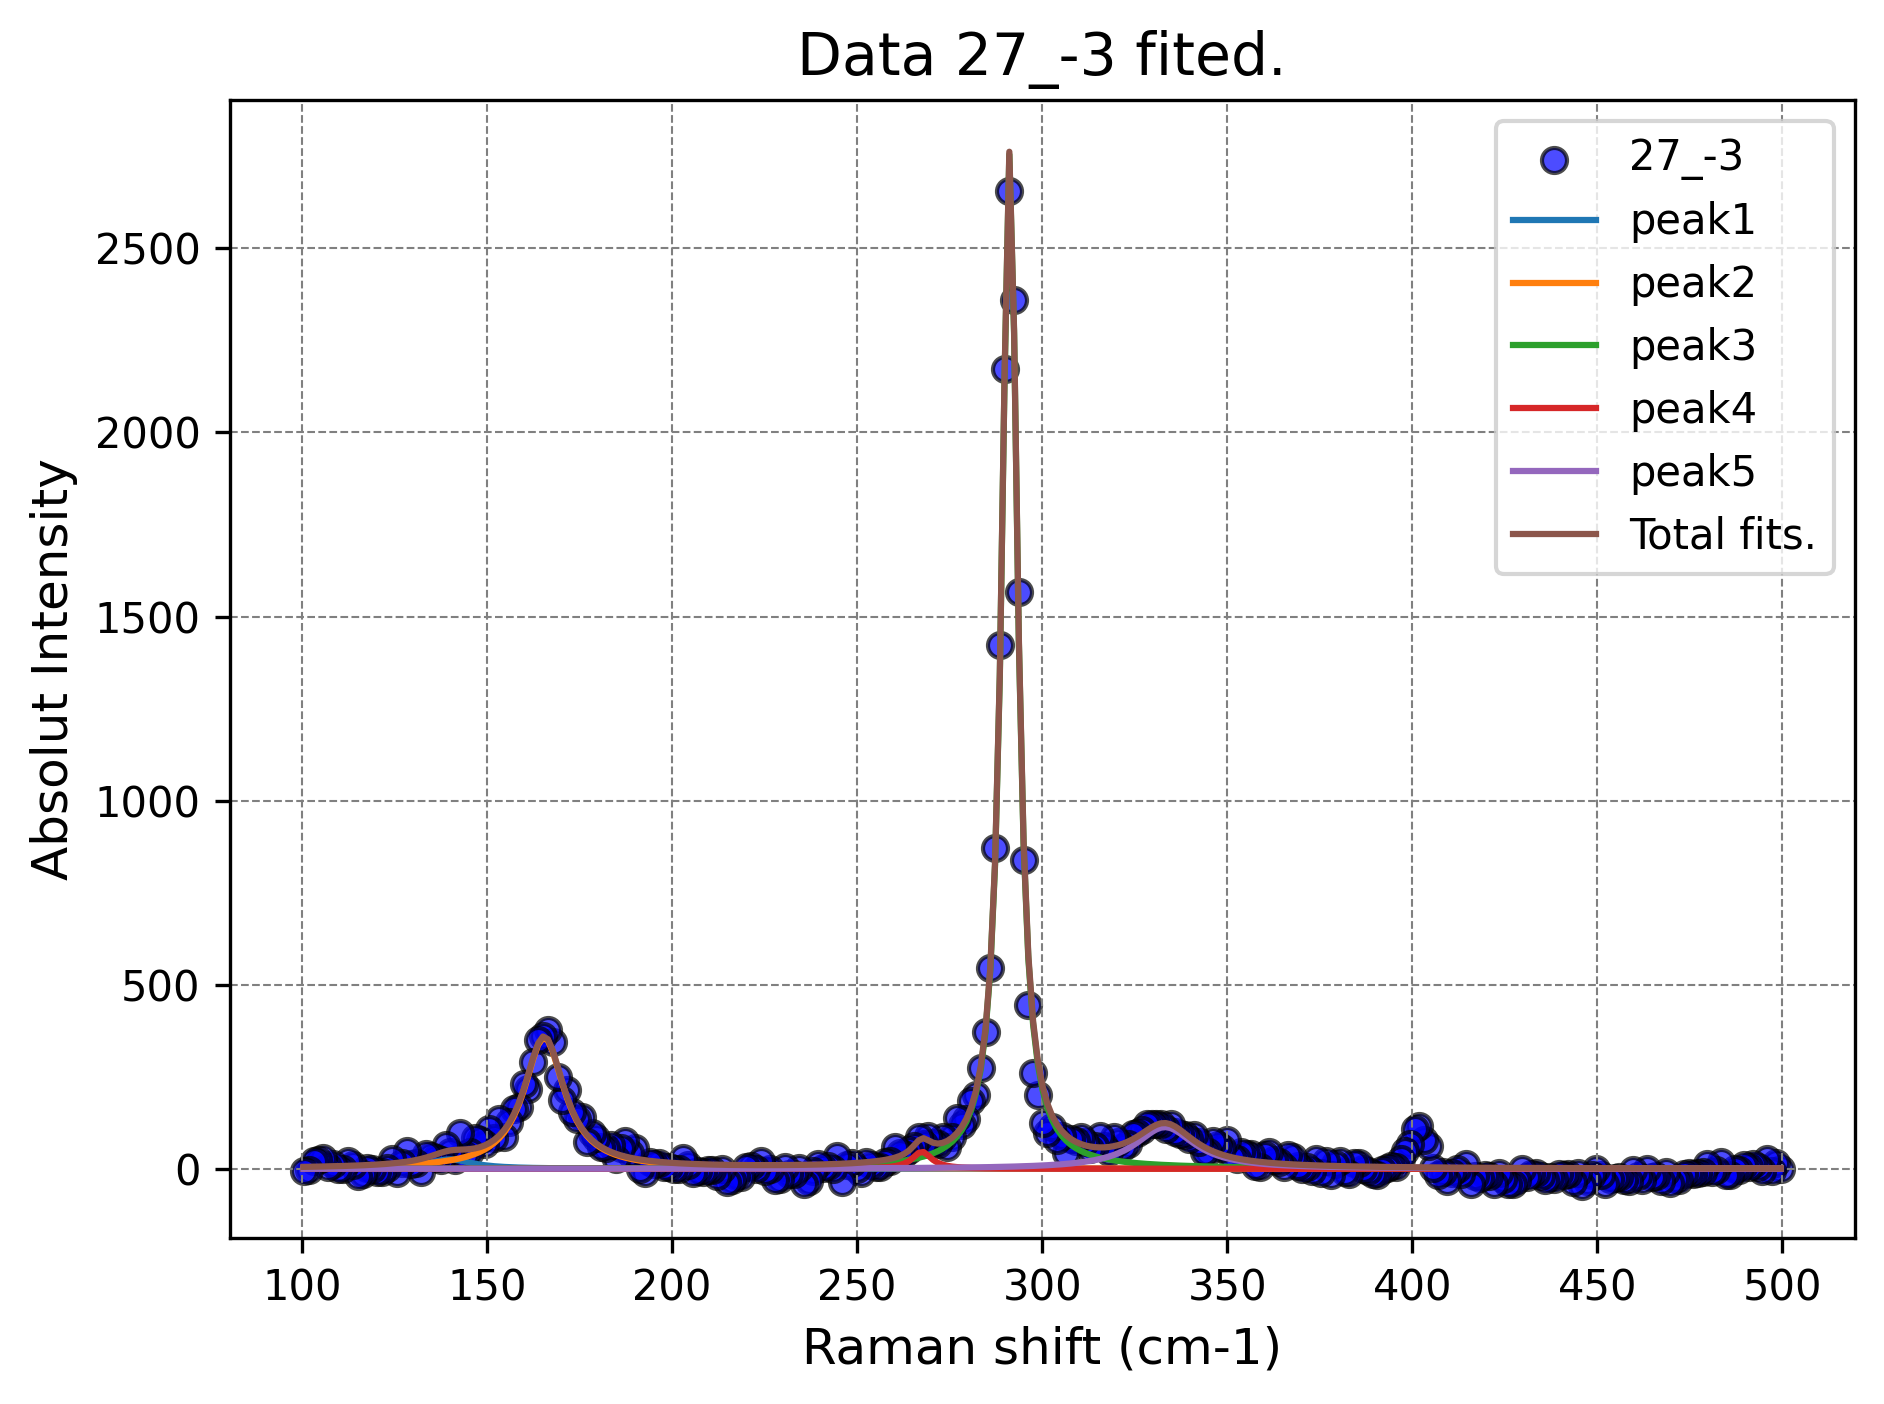 Data 27_-3 fited.
27_-3
peak1
peak2
peak3
peak4
peak5
Total fits.
Absolut Intensity
2500
2000
1500
1000
500
0
100 150 200 250 300 350 400 450 500
Raman shift (cm-1)